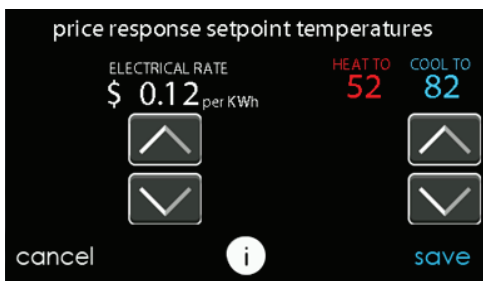 price response setpoint temperatures
ELECTRICAL RATE
$ 0.12 per KWh
HEAT TO
52
COOL TO
82
cancel
i
save